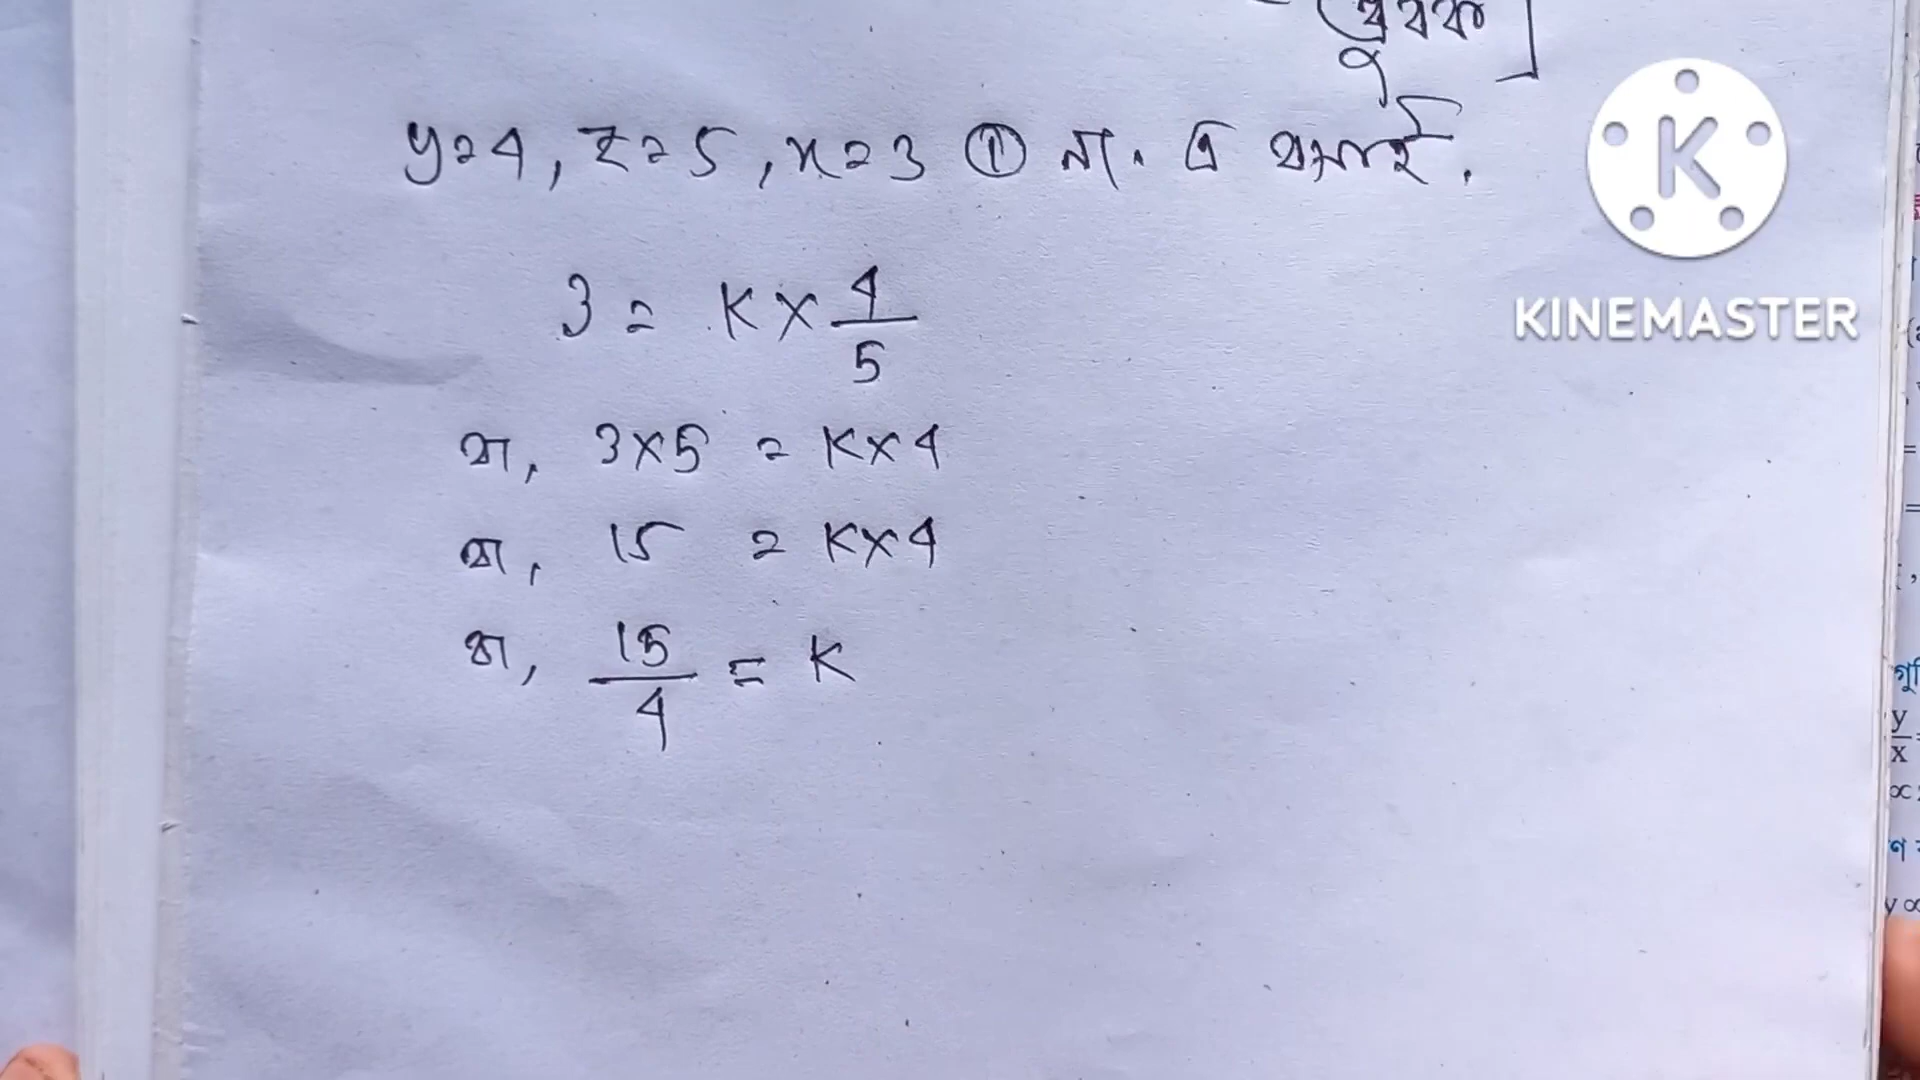 ধ্রুবক]
y=4, z=5, x=3 ① নং এ বসাই.
3 = K × 4/5
বা, 3×5 = K×4
বা, 15 = K×4
বা, 15/4 = K
KINEMASTER
গু
y
x